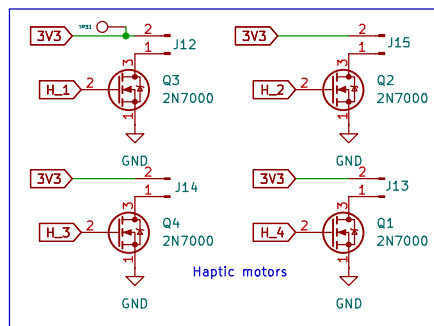 TP31
3V3 2 J12
1
3
H_1 2 Q3
2N7000
1
GND
3V3 2 J15
1
3
H_2 2 Q2
2N7000
1
GND
3V3 2 J14
1
3
H_3 2 Q4
2N7000
1
GND
3V3 2 J13
1
3
H_4 2 Q1
2N7000
1
GND
Haptic motors